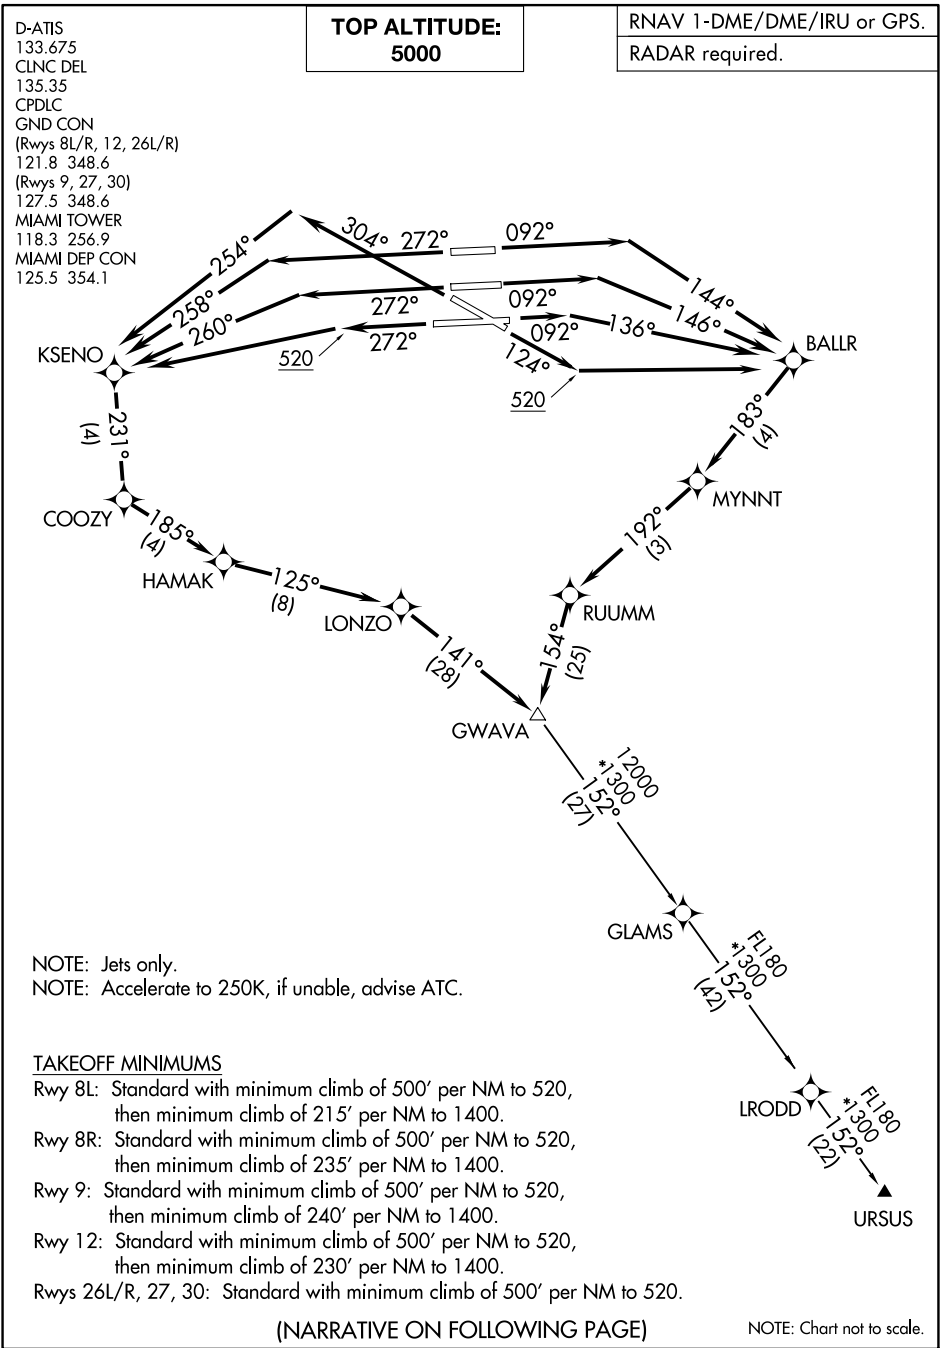 D-ATIS
133.675
CLNC DEL
135.35
CPDLC
GND CON
(Rwys 8L/R, 12, 26L/R)
121.8 348.6
(Rwys 9, 27, 30)
127.5 348.6
MIAMI TOWER
118.3 256.9
MIAMI DEP CON
125.5 354.1
TOP ALTITUDE:
5000
RNAV 1-DME/DME/IRU or GPS.
RADAR required.
254°
304°
272°
092°
144°
258°
272°
092°
146°
260°
272°
092°
136°
520
124°
520
KSENO
BALLR
231°
(4)
183°
(4)
COOZY
MYNNT
185°
(4)
192°
(3)
HAMAK
125°
(8)
LONZO
RUUMM
141°
(28)
154°
(25)
GWAVA
12000
*1300
152°
(27)
GLAMS
FL180
*1300
152°
(42)
LRODD
FL180
*1300
152°
(22)
URSUS
NOTE: Jets only.
NOTE: Accelerate to 250K, if unable, advise ATC.
TAKEOFF MINIMUMS
Rwy 8L: Standard with minimum climb of 500' per NM to 520,
then minimum climb of 215' per NM to 1400.
Rwy 8R: Standard with minimum climb of 500' per NM to 520,
then minimum climb of 235' per NM to 1400.
Rwy 9: Standard with minimum climb of 500' per NM to 520,
then minimum climb of 240' per NM to 1400.
Rwy 12: Standard with minimum climb of 500' per NM to 520,
then minimum climb of 230' per NM to 1400.
Rwys 26L/R, 27, 30: Standard with minimum climb of 500' per NM to 520.
(NARRATIVE ON FOLLOWING PAGE)
NOTE: Chart not to scale.